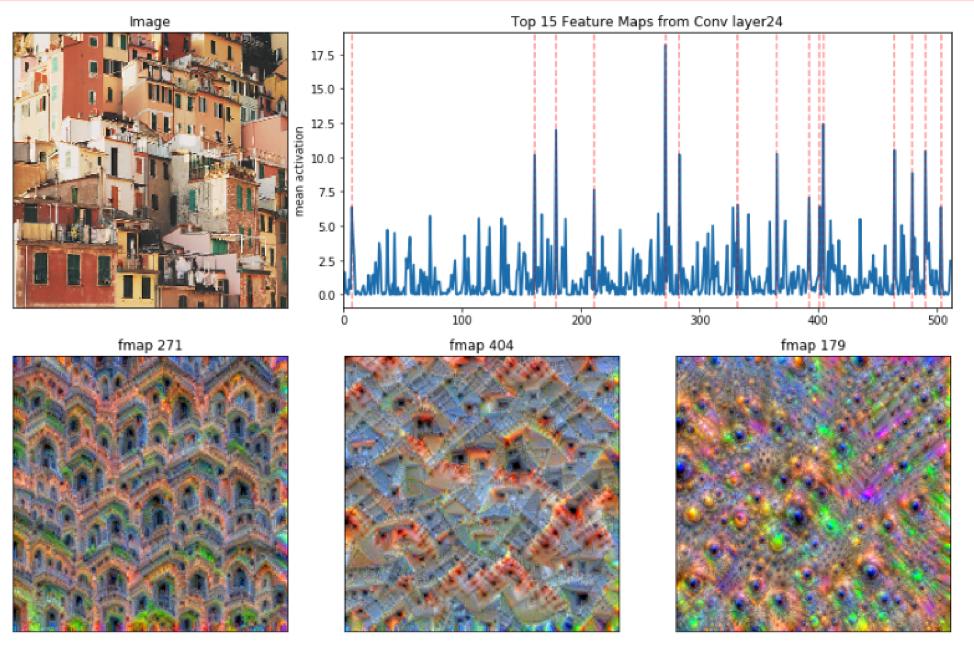 Image
Top 15 Feature Maps from Conv layer24
mean activation
17.5
15.0
12.5
10.0
7.5
5.0
2.5
0.0
0 100 200 300 400 500
fmap 271 fmap 404 fmap 179